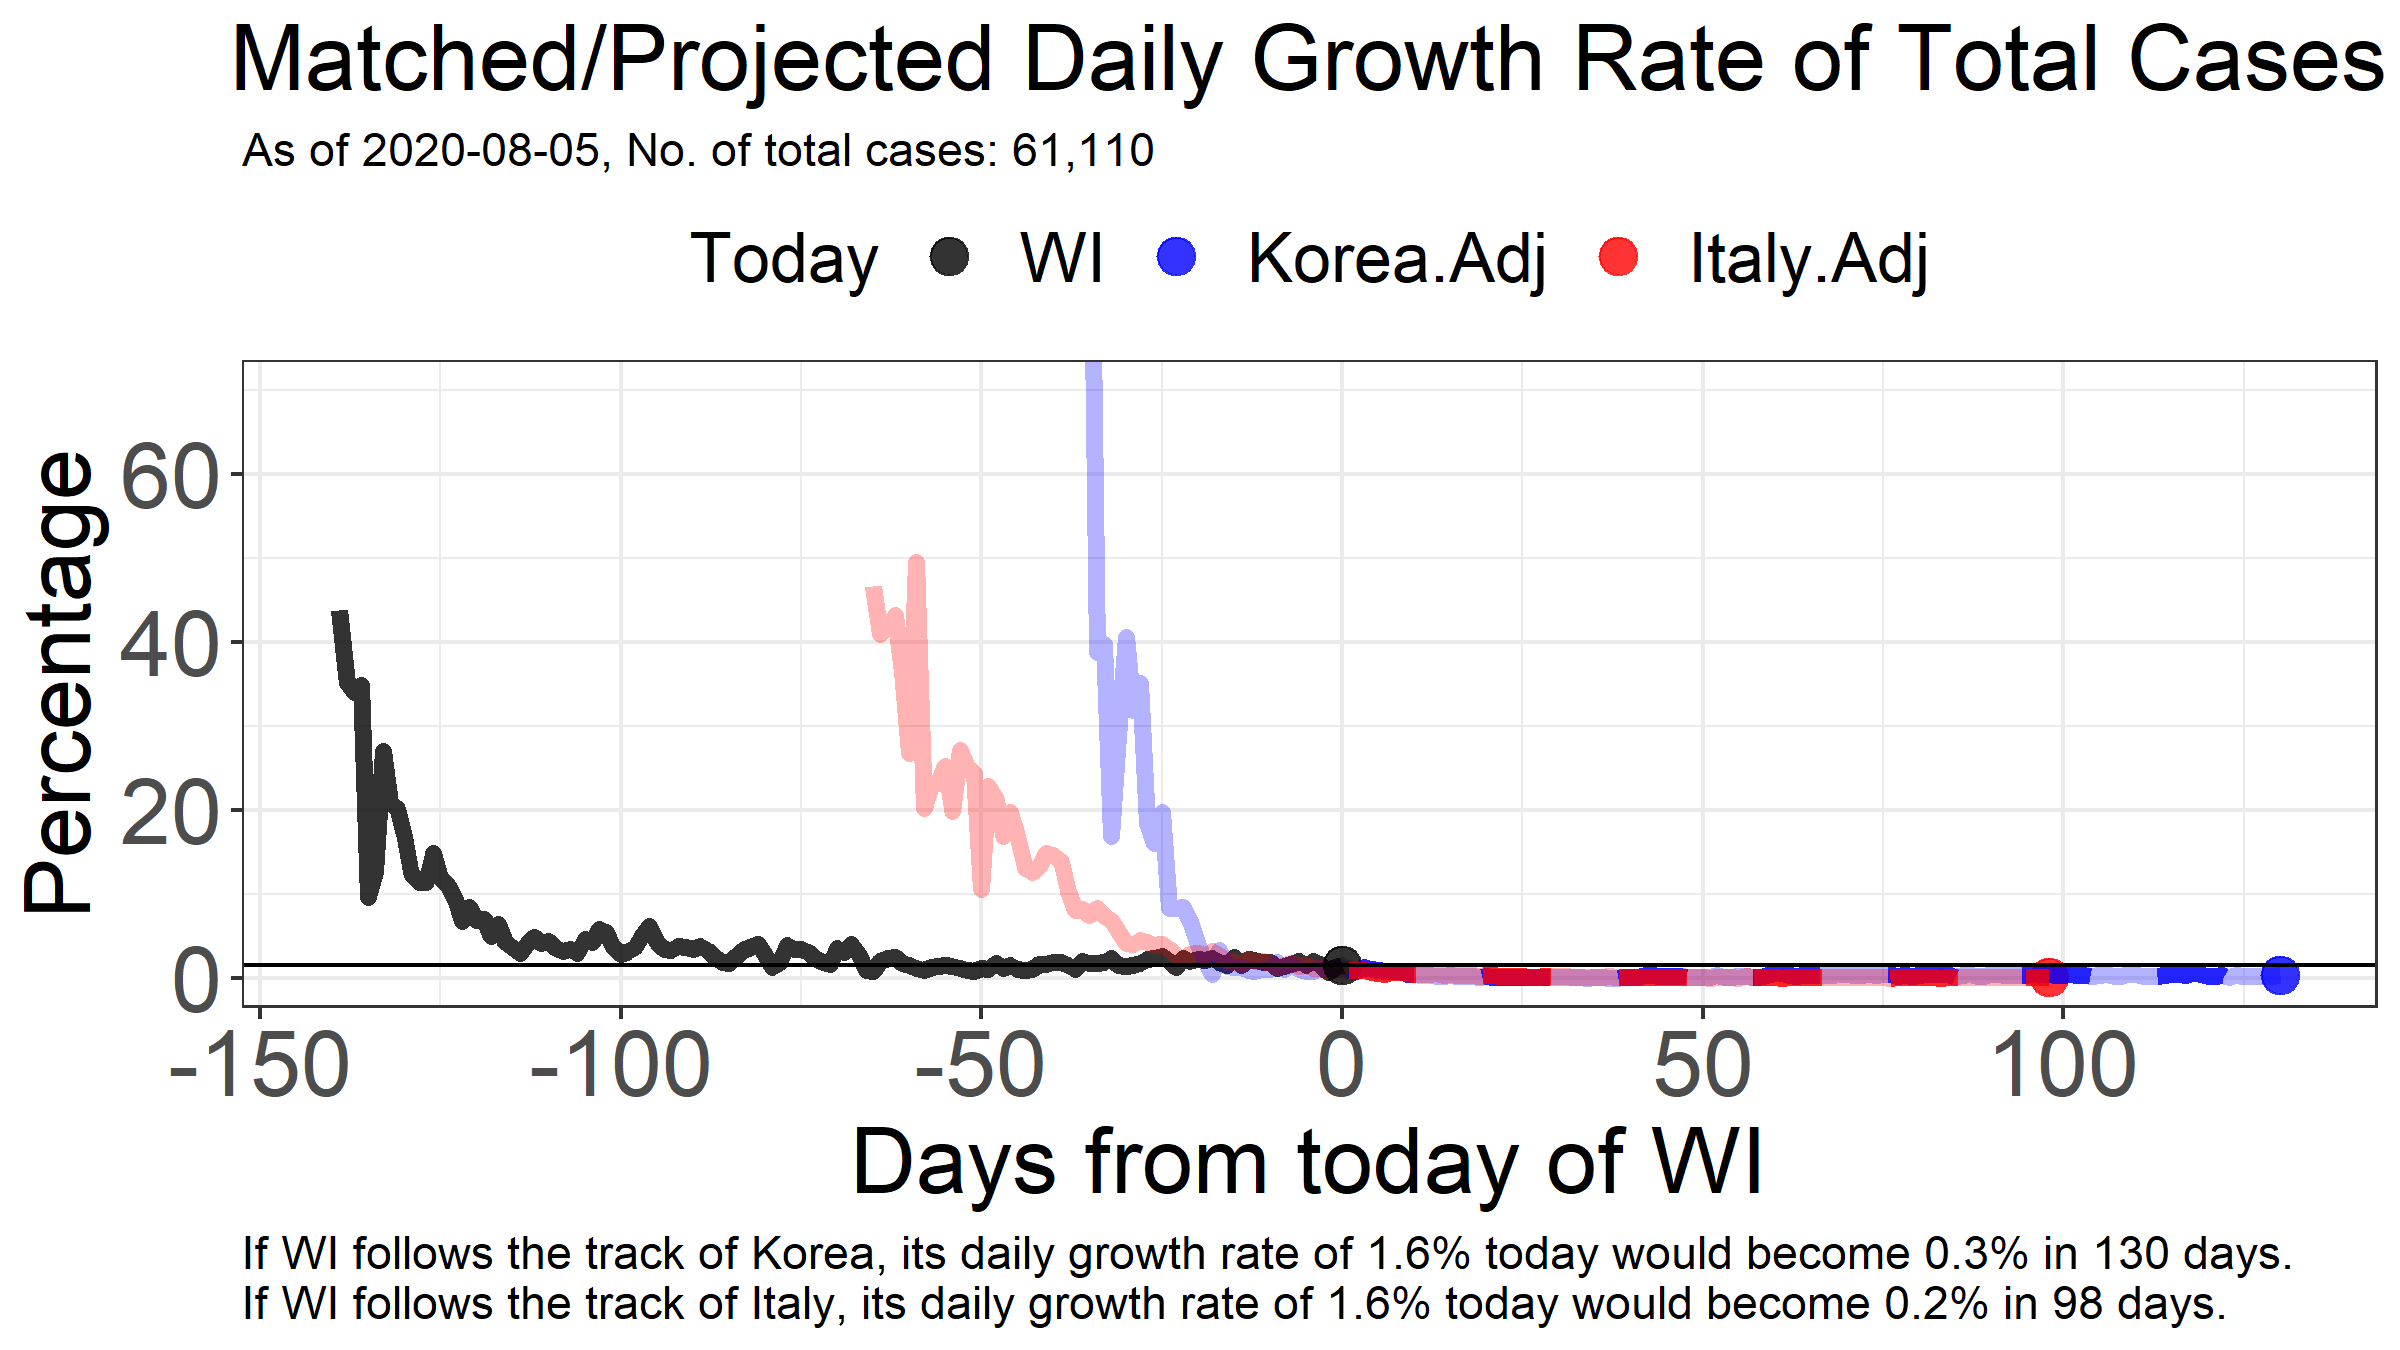 Matched/Projected Daily Growth Rate of Total Cases
As of 2020-08-05, No. of total cases: 61,110
Today WI Korea.Adj Italy.Adj
Percentage
60
40
20
0
-150 -100 -50 0 50 100
Days from today of WI
If WI follows the track of Korea, its daily growth rate of 1.6% today would become 0.3% in 130 days.
If WI follows the track of Italy, its daily growth rate of 1.6% today would become 0.2% in 98 days.